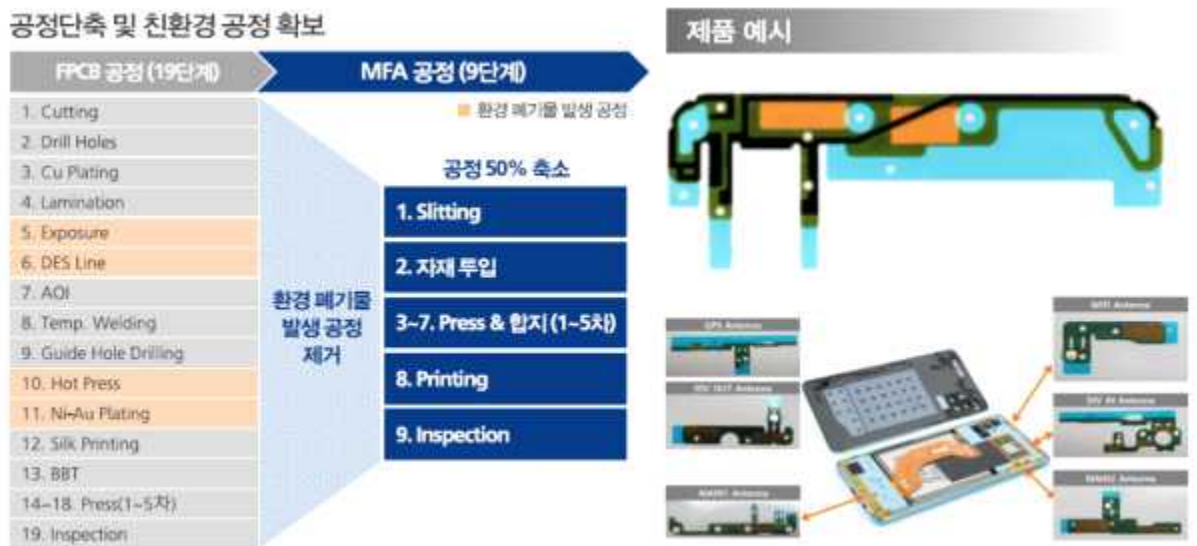 공정단축 및 친환경 공정 확보
FPCB 공정 (19단계)
MFA 공정 (9단계)
1. Cutting
2. Drill Holes
3. Cu Plating
4. Lamination
5. Exposure
6. DES Line
7. AOI
8. Temp. Welding
9. Guide Hole Drilling
10. Hot Press
11. Ni-Au Plating
12. Silk Printing
13. BBT
14~18. Press(1~5차)
19. Inspection
환경 폐기물
발생 공정
제거
환경 폐기물 발생 공정
공정 50% 축소
1. Slitting
2. 자재 투입
3~7. Press & 합지 (1~5차)
8. Printing
9. Inspection
제품 예시
GPS Antenna
Antenna
Antenna
WiFi Antenna
Antenna
Antenna